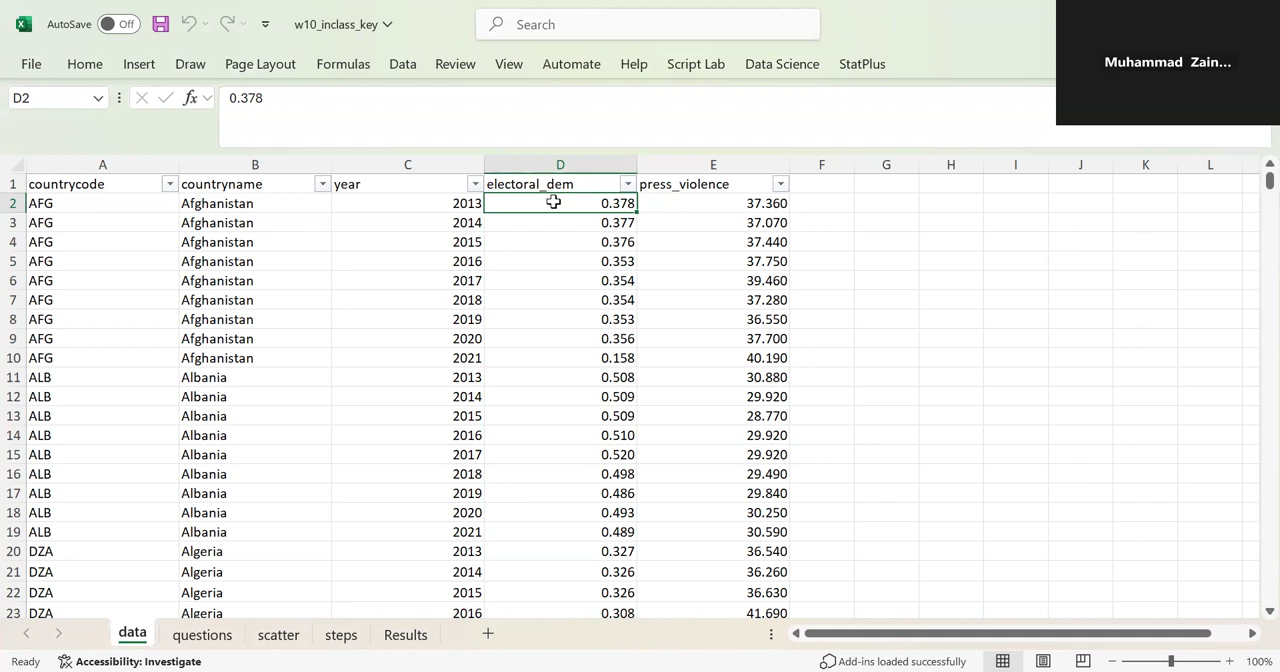 AutoSave Off w10_inclass_key Search
Muhammad Zain...
File Home Insert Draw Page Layout Formulas Data Review View Automate Help Script Lab Data Science StatPlus
D2 fx 0.378
A B C D E F G H I J K L
1 countrycode countryname year electoral_dem press_violence
2 AFG Afghanistan 2013 0.378 37.360
3 AFG Afghanistan 2014 0.377 37.070
4 AFG Afghanistan 2015 0.376 37.440
5 AFG Afghanistan 2016 0.353 37.750
6 AFG Afghanistan 2017 0.354 39.460
7 AFG Afghanistan 2018 0.354 37.280
8 AFG Afghanistan 2019 0.353 36.550
9 AFG Afghanistan 2020 0.356 37.700
10 AFG Afghanistan 2021 0.158 40.190
11 ALB Albania 2013 0.508 30.880
12 ALB Albania 2014 0.509 29.920
13 ALB Albania 2015 0.509 28.770
14 ALB Albania 2016 0.510 29.920
15 ALB Albania 2017 0.520 29.920
16 ALB Albania 2018 0.498 29.490
17 ALB Albania 2019 0.486 29.840
18 ALB Albania 2020 0.493 30.250
19 ALB Albania 2021 0.489 30.590
20 DZA Algeria 2013 0.327 36.540
21 DZA Algeria 2014 0.326 36.260
22 DZA Algeria 2015 0.326 36.630
23 DZA Algeria 2016 0.308 41.690
data questions scatter steps Results
Ready Accessibility: Investigate Add-ins loaded successfully 100%